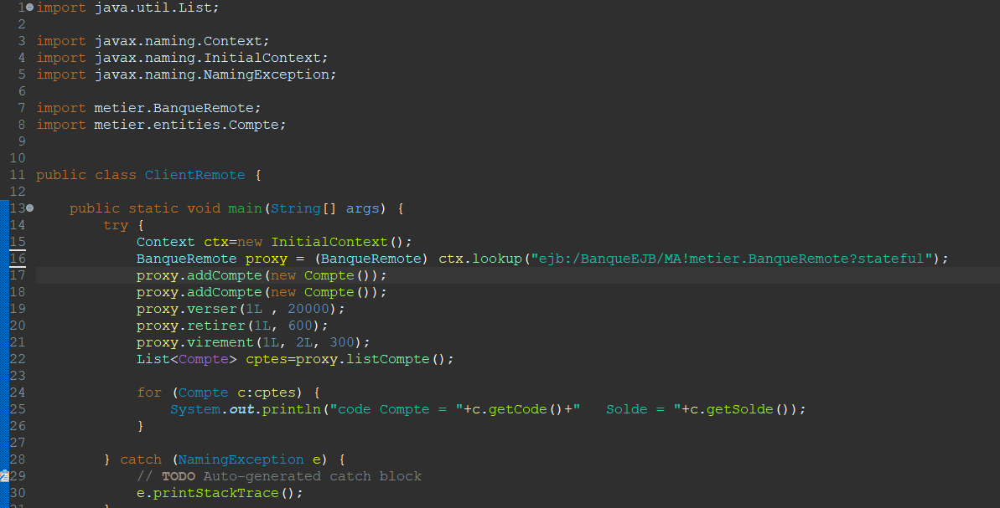 1 import java.util.List;
2
3 import javax.naming.Context;
4 import javax.naming.InitialContext;
5 import javax.naming.NamingException;
6
7 import metier.BanqueRemote;
8 import metier.entities.Compte;
9
10
11 public class ClientRemote {
12
13     public static void main(String[] args) {
14         try {
15             Context ctx=new InitialContext();
16             BanqueRemote proxy = (BanqueRemote) ctx.lookup("ejb:/BanqueEJB/MA!metier.BanqueRemote?stateful");
17             proxy.addCompte(new Compte());
18             proxy.addCompte(new Compte());
19             proxy.verser(1L , 20000);
20             proxy.retirer(1L, 600);
21             proxy.virement(1L, 2L, 300);
22             List<Compte> cptes=proxy.listCompte();
23
24             for (Compte c:cptes) {
25                 System.out.println("code Compte = "+c.getCode()+"   Solde = "+c.getSolde());
26             }
27
28         } catch (NamingException e) {
29             // TODO Auto-generated catch block
30             e.printStackTrace();
31         }